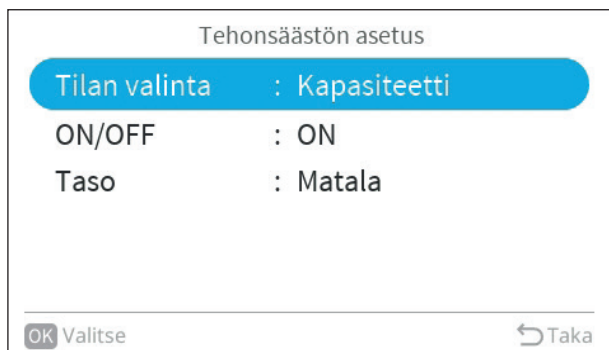 Tehonsäästön asetus
Tilan valinta : Kapasiteetti
ON/OFF : ON
Taso : Matala
OK Valitse Taka